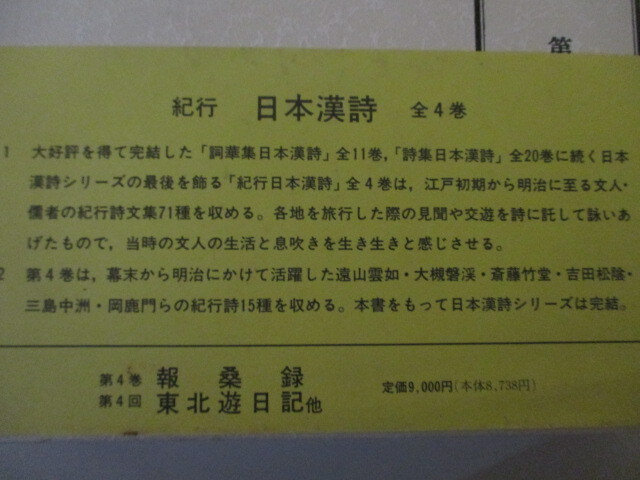 第
紀行 日本漢詩 全4巻
1 大好評を得て完結した「詞華集日本漢詩」全11巻,「詩集日本漢詩」全20巻に続く日本
漢詩シリーズの最後を飾る「紀行日本漢詩」全4巻は，江戸初期から明治に至る文人・
儒者の紀行詩文集71種を収める。各地を旅行した際の見聞や交遊を詩に託して詠いあ
げたもので，当時の文人の生活と息吹きを生き生きと感じさせる。
2 第4巻は，幕末から明治にかけて活躍した遠山雲如・大槻磐渓・斎藤竹堂・吉田松陰・
三島中洲・岡鹿門らの紀行詩15種を収める。本書をもって日本漢詩シリーズは完結。
第4巻 報桑録
第4回 東北遊日記他
定価9,000円(本体8,738円)